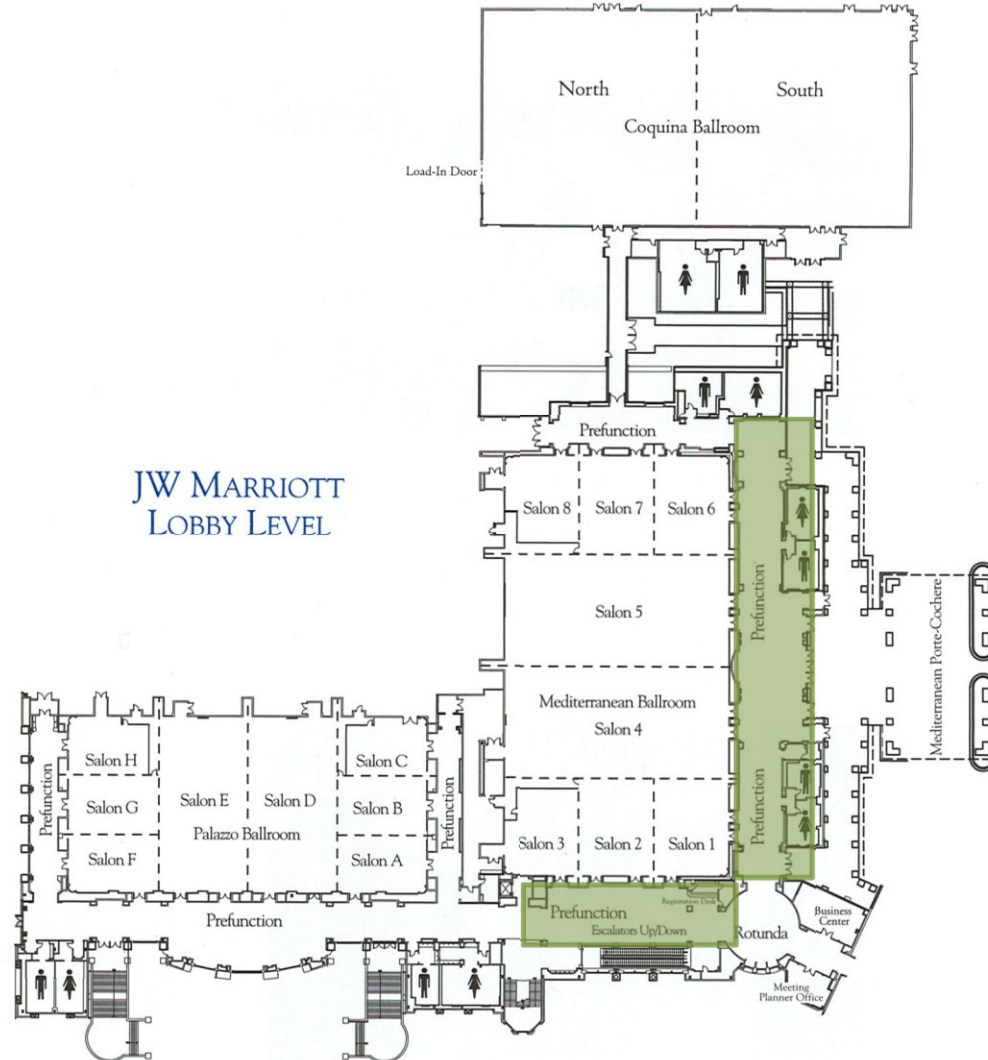 North
South
Coquina Ballroom
Load-In Door
Prefunction
JW MARRIOTT
LOBBY LEVEL
Salon 8
Salon 7
Salon 6
Prefunction
Salon 5
Mediterranean Porte-Cochere
Mediterranean Ballroom
Salon 4
Salon H
Salon C
Prefunction
Salon G
Salon E
Salon D
Salon B
Prefunction
Prefunction
Palazzo Ballroom
Salon F
Salon A
Salon 3
Salon 2
Salon 1
Registration Desk
Prefunction
Prefunction
Escalators Up/Down
Rotunda
Business
Center
Meeting
Planner Office